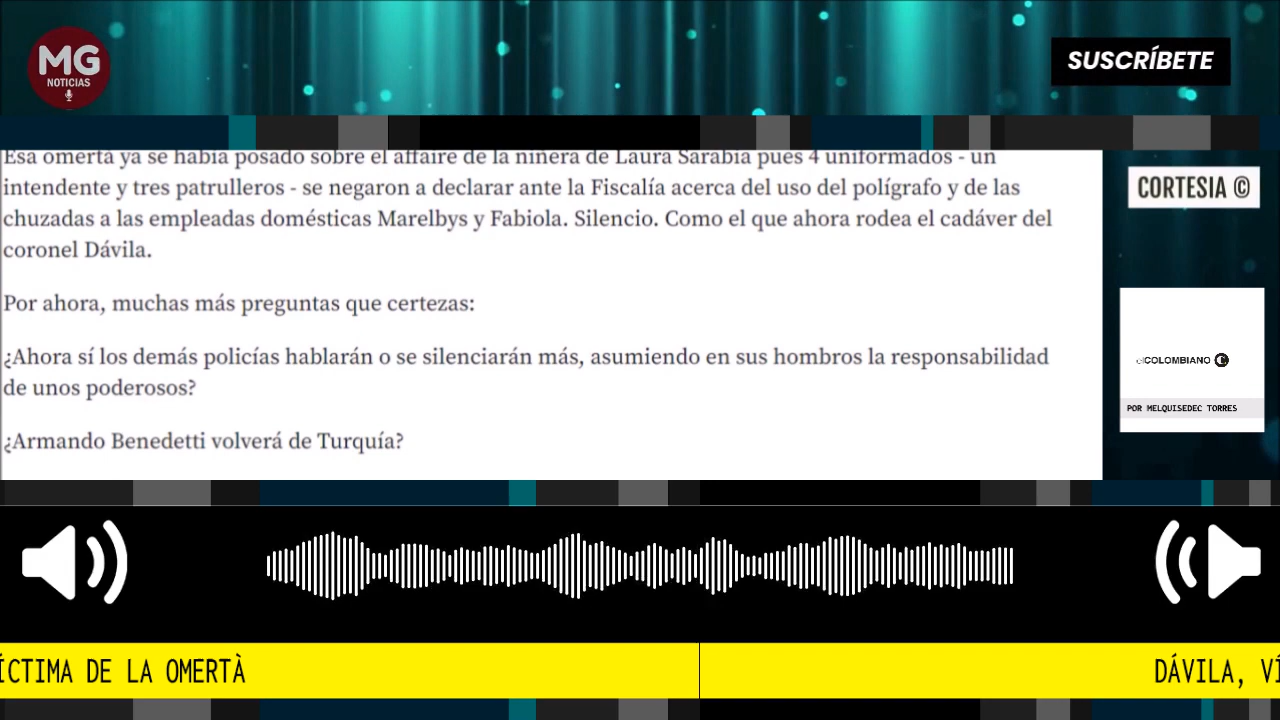 MG
NOTICIAS
SUSCRÍBETE
Esa omertá ya se había posado sobre el affaire de la niñera de Laura Sarabia pues 4 uniformados - un
intendente y tres patrulleros - se negaron a declarar ante la Fiscalía acerca del uso del polígrafo y de las
chuzadas a las empleadas domésticas Marelbys y Fabiola. Silencio. Como el que ahora rodea el cadáver del
coronel Dávila.
Por ahora, muchas más preguntas que certezas:
¿Ahora sí los demás policías hablarán o se silenciarán más, asumiendo en sus hombros la responsabilidad
de unos poderosos?
¿Armando Benedetti volverá de Turquía?
CORTESIA ©
elCOLOMBIANO C
POR MELQUISEDEC TORRES
ÍCTIMA DE LA OMERTÀ
DÁVILA, VÍ